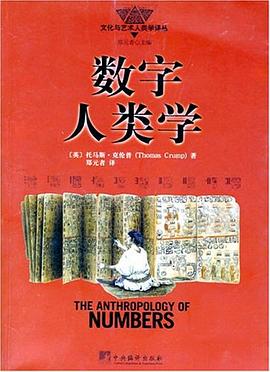 文化与艺术人类学译丛
郑元者◎主编
数字
人类学
［英］托马斯·克伦普（Thomas Crump）著
郑元者 译
THE ANTHROPOLOGY OF
NUMBERS
中央编译出版社